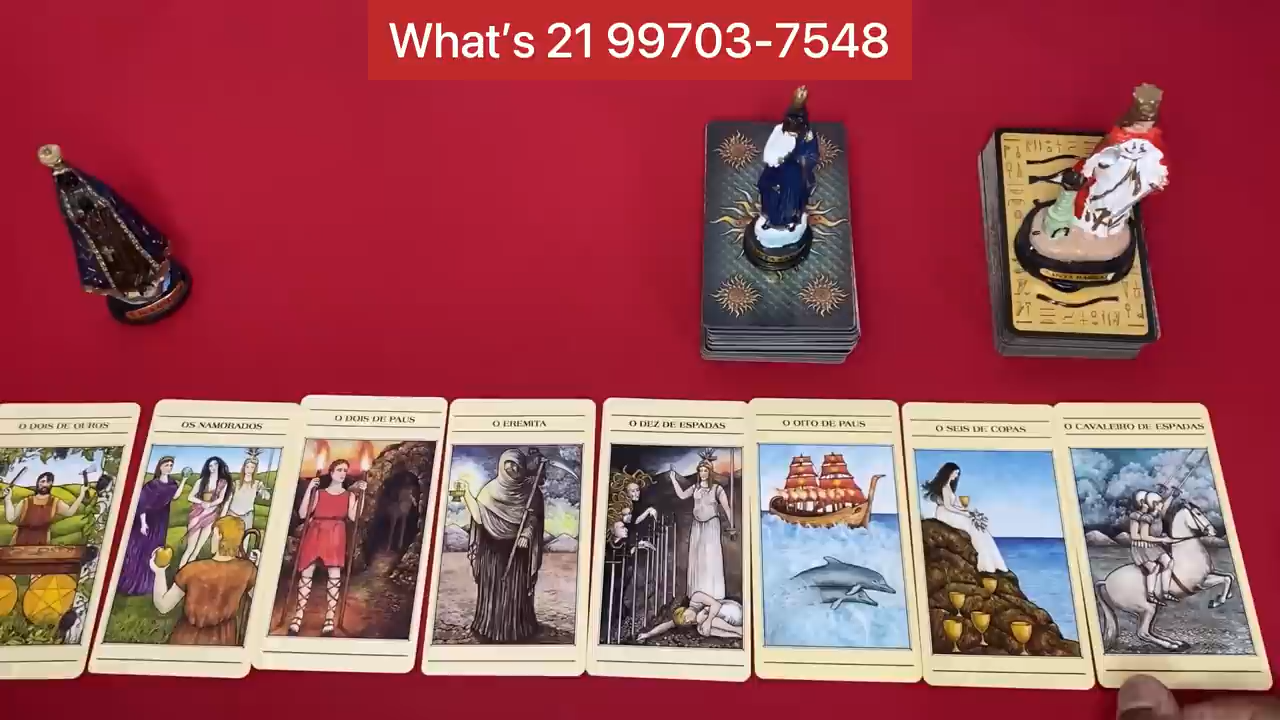 What’s 21 99703-7548
O DOIS DE OUROS
OS NAMORADOS
O DOIS DE PAUS
O EREMITA
O DEZ DE ESPADAS
O OITO DE PAUS
O SEIS DE COPAS
O CAVALEIRO DE ESPADAS